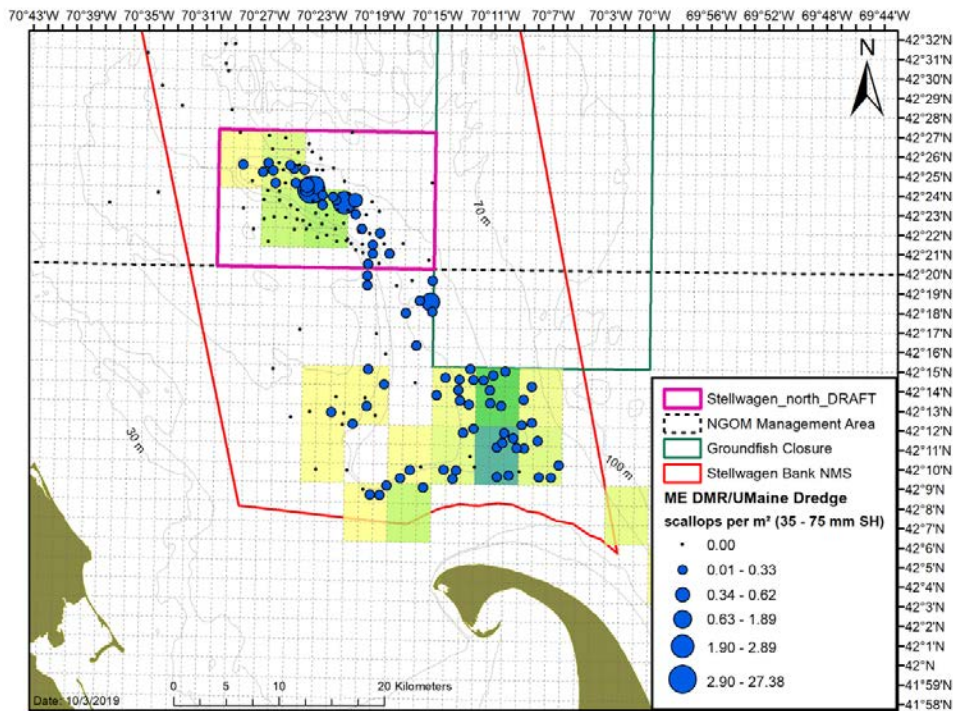 70°43'W 70°39'W 70°35'W 70°31'W 70°27'W 70°23'W 70°19'W 70°15'W 70°11'W 70°7'W 70°3'W 70°W 69°56'W 69°52'W 69°48'W 69°44'W
42°32'N
42°31'N
42°30'N
42°29'N
42°28'N
42°27'N
42°26'N
42°25'N
42°24'N
42°23'N
42°22'N
42°21'N
42°20'N
42°19'N
42°18'N
42°17'N
42°16'N
42°15'N
42°14'N
42°13'N
42°12'N
42°11'N
42°10'N
42°9'N
42°8'N
42°7'N
42°6'N
42°5'N
42°4'N
42°3'N
42°2'N
42°1'N
42°N
41°59'N
41°58'N
N
70 m
30 m
100 m
Stellwagen_north_DRAFT
NGOM Management Area
Groundfish Closure
Stellwagen Bank NMS
ME DMR/UMaine Dredge
scallops per m² (35 - 75 mm SH)
0.00
0.01 - 0.33
0.34 - 0.62
0.63 - 1.89
1.90 - 2.89
2.90 - 27.38
0 5 10 20 Kilometers
Date: 10/3/2019